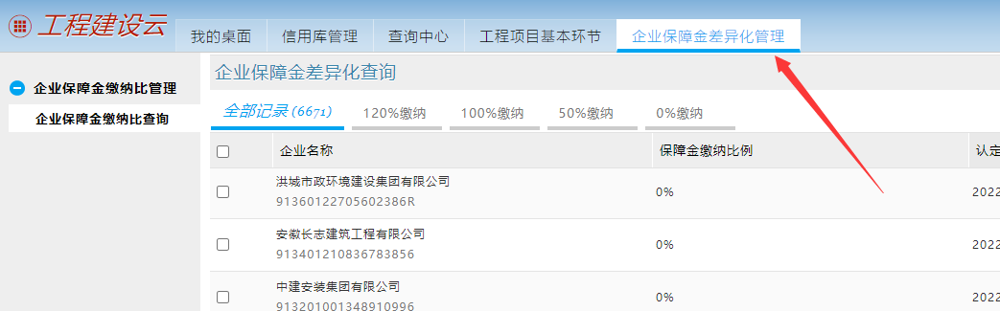 工程建设云
我的桌面 信用库管理 查询中心 工程项目基本环节 企业保障金差异化管理
企业保障金缴纳比管理
企业保障金缴纳比查询
企业保障金差异化查询
全部记录 (6671) 120%缴纳 100%缴纳 50%缴纳 0%缴纳
企业名称 保障金缴纳比例 认定
洪城市政环境建设集团有限公司
91360122705602386R
0% 2022
安徽长志建筑工程有限公司
913401210836783856
0% 2022
中建安装集团有限公司
913201001348910996
0% 2022